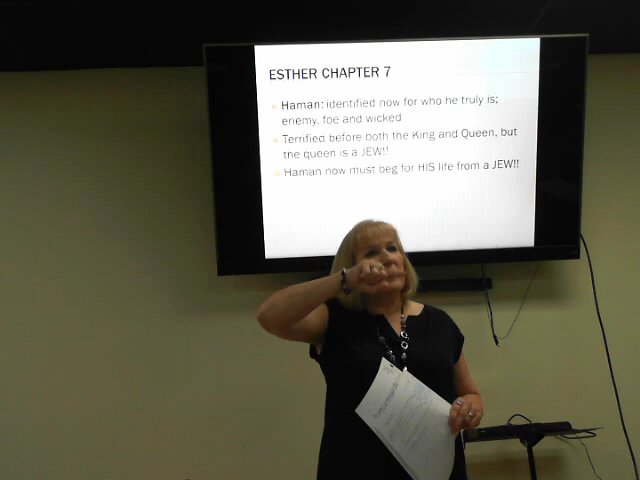 ESTHER CHAPTER 7
Haman: identified now for who he truly is;
enemy, foe and wicked
Terrified before both the King and Queen, but
the queen is a JEW!!
Haman now must beg for HIS life from a JEW!!